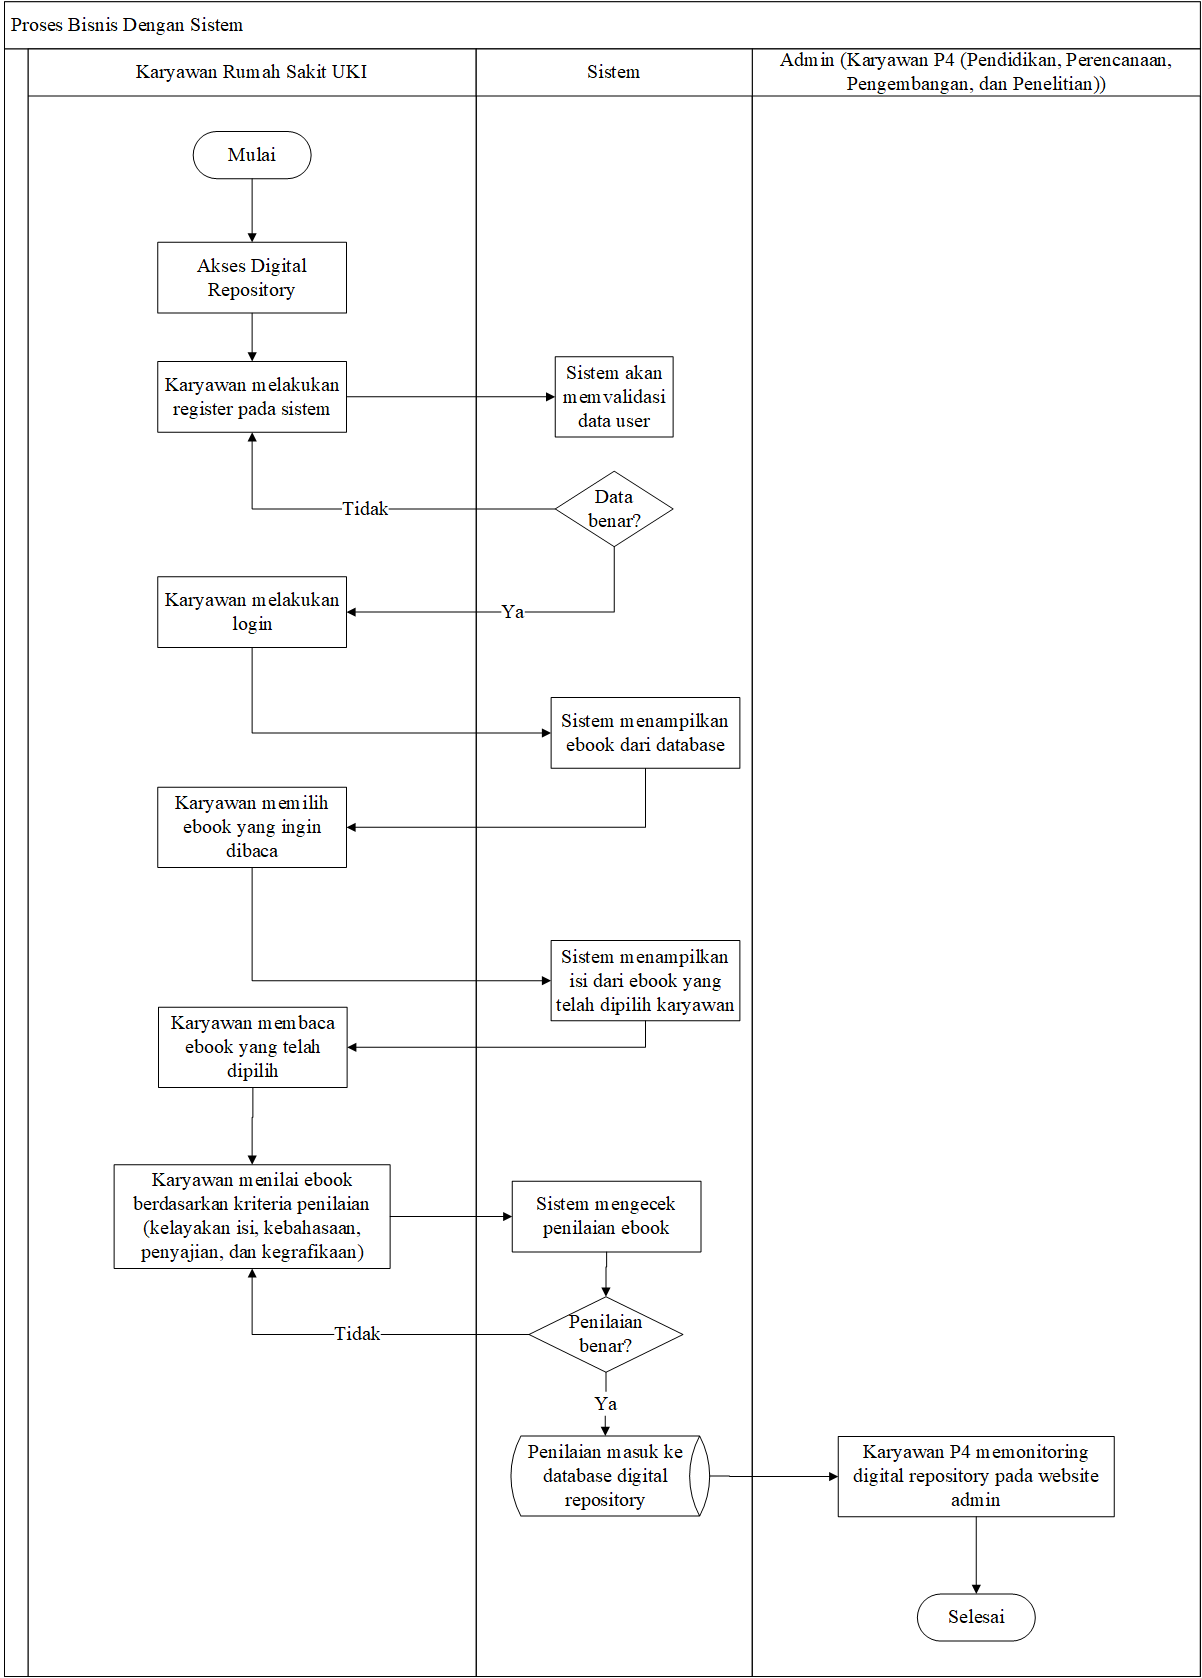 Proses Bisnis Dengan Sistem
Karyawan Rumah Sakit UKI
Sistem
Admin (Karyawan P4 (Pendidikan, Perencanaan,
Pengembangan, dan Penelitian))
Mulai
Akses Digital
Repository
Karyawan melakukan
register pada sistem
Sistem akan
memvalidasi
data user
Data
benar?
Tidak
Karyawan melakukan
login
Ya
Sistem menampilkan
ebook dari database
Karyawan memilih
ebook yang ingin
dibaca
Sistem menampilkan
isi dari ebook yang
telah dipilih karyawan
Karyawan membaca
ebook yang telah
dipilih
Karyawan menilai ebook
berdasarkan kriteria penilaian
(kelayakan isi, kebahasaan,
penyajian, dan kegrafikaan)
Sistem mengecek
penilaian ebook
Penilaian
benar?
Tidak
Ya
Penilaian masuk ke
database digital
repository
Karyawan P4 memonitoring
digital repository pada website
admin
Selesai